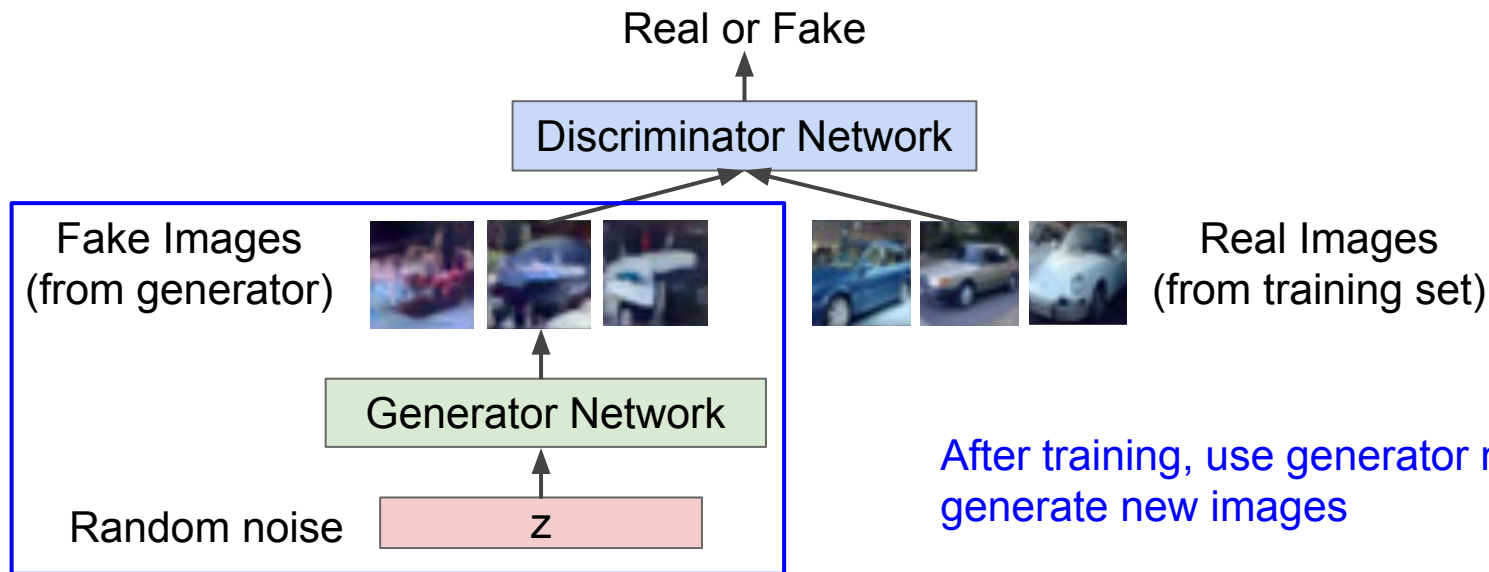 Real or Fake
Discriminator Network
Fake Images
(from generator)
Real Images
(from training set)
Generator Network
After training, use generator
generate new images
Random noise
z